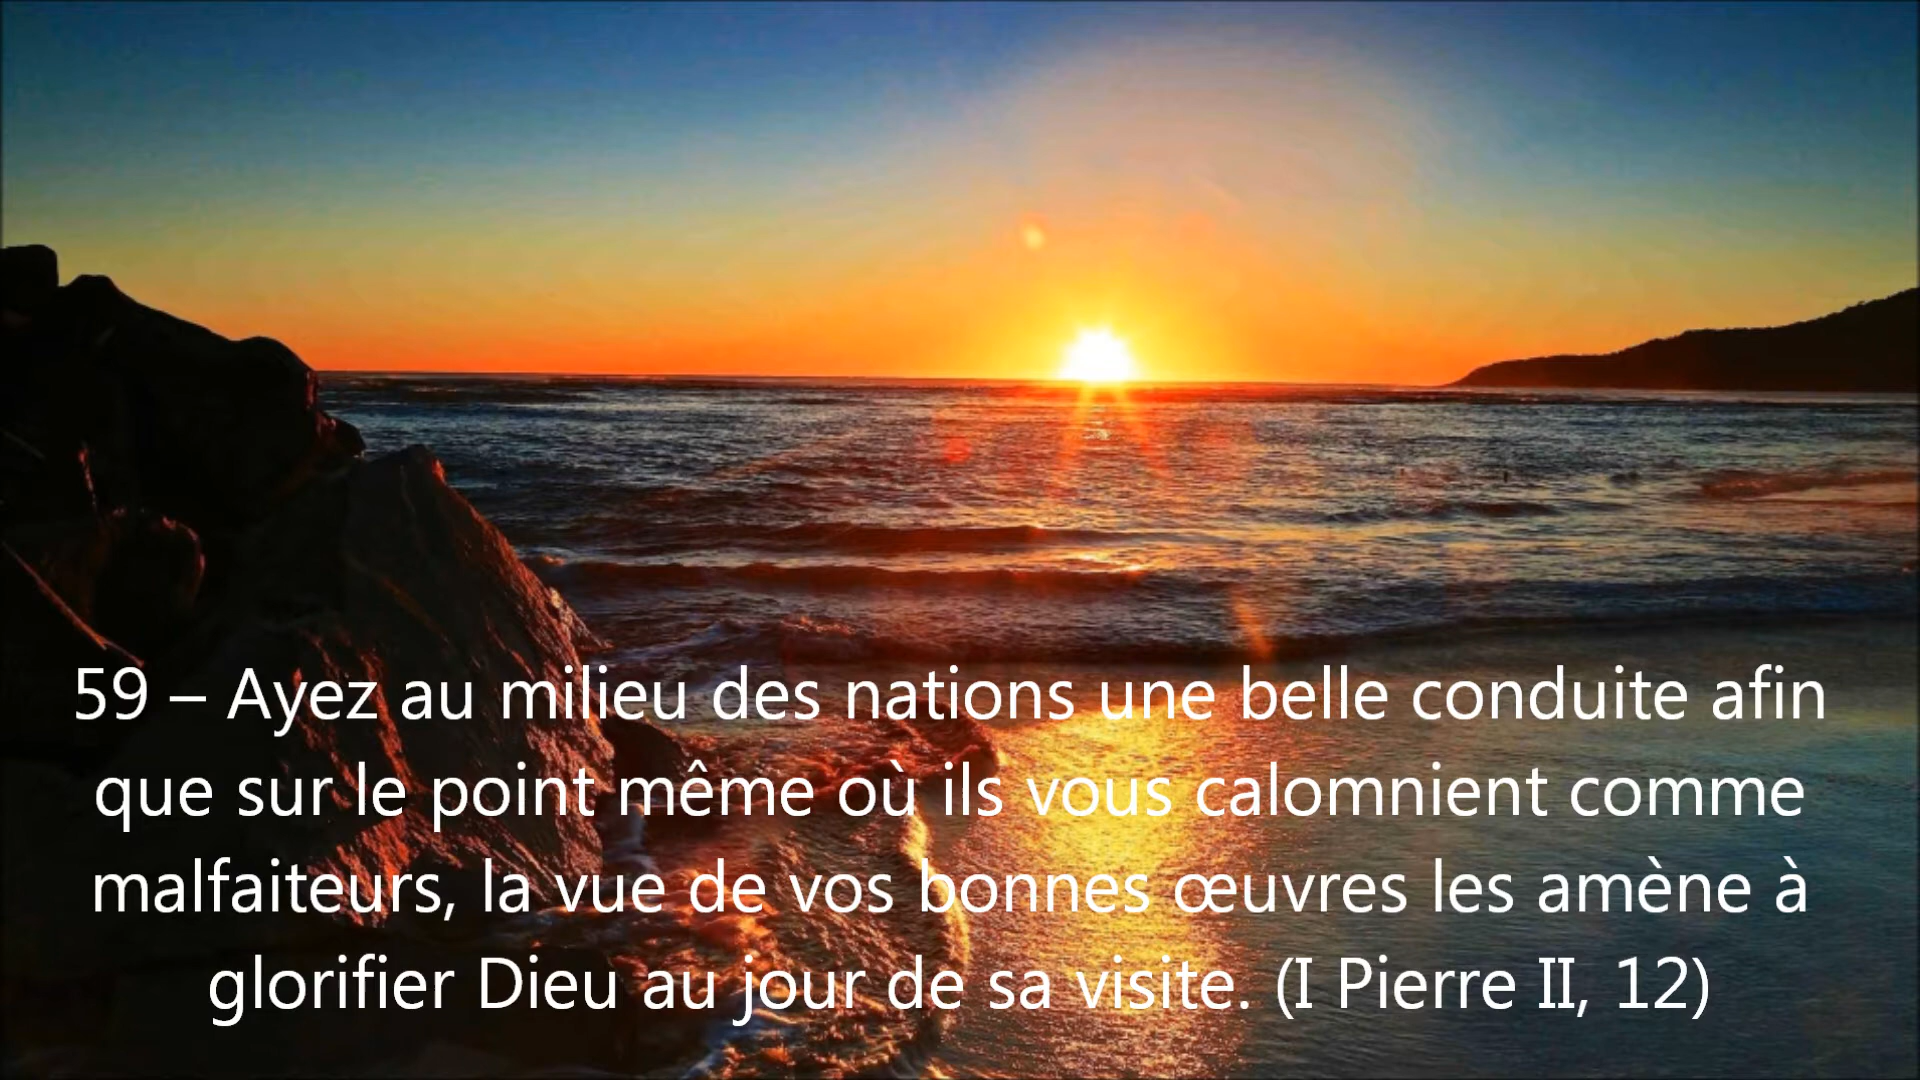 59 – Ayez au milieu des nations une belle conduite afin
que sur le point même où ils vous calomnient comme
malfaiteurs, la vue de vos bonnes œuvres les amène à
glorifier Dieu au jour de sa visite. (I Pierre II, 12)